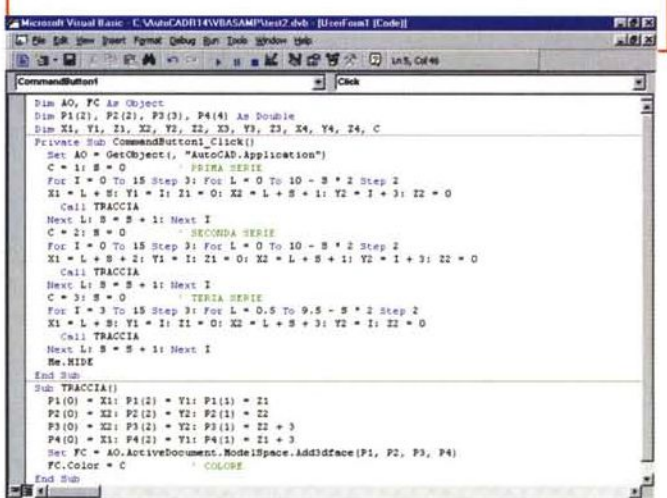 Microsoft Visual Basic - C:\AutoCADR14\VBASAMP\test2.dvb - [UserForm1 [Code]]
File Edit View Insert Format Debug Run Tools Window Help
Ln 5, Col 46
CommandButton1 Click
Dim AO, FC As Object
Dim P1(2), P2(2), P3(3), P4(4) As Double
Dim X1, Y1, Z1, X2, Y2, Z2, X3, Y3, Z3, X4, Y4, Z4, C
Private Sub CommandButton1_Click()
Set AO = GetObject(, "AutoCAD.Application")
C = 1: S = 0 ' PRIMA SERIE
For I = 0 To 15 Step 3: For L = 0 To 10 - S * 2 Step 2
X1 = L + S: Y1 = I: Z1 = 0: X2 = L + S + 1: Y2 = I + 3: Z2 = 0
Call TRACCIA
Next L: S = S + 1: Next I
C = 2: S = 0 ' SECONDA SERIE
For I = 0 To 15 Step 3: For L = 0 To 10 - S * 2 Step 2
X1 = L + S + 2: Y1 = I: Z1 = 0: X2 = L + S + 1: Y2 = I + 3: Z2 = 0
Call TRACCIA
Next L: S = S + 1: Next I
C = 3: S = 0 ' TERIA SERIE
For I = 3 To 15 Step 3: For L = 0.5 To 9.5 - S * 2 Step 2
X1 = L + S: Y1 = I: Z1 = 0: X2 = L + S + 3: Y2 = I: Z2 = 0
Call TRACCIA
Next L: S = S + 1: Next I
Me.HIDE
End Sub
Sub TRACCIA()
P1(0) = X1: P1(2) = Y1: P1(1) = Z1
P2(0) = X2: P2(2) = Y2: P2(1) = Z2
P3(0) = X2: P3(2) = Y2: P3(1) = Z2 + 3
P4(0) = X1: P4(2) = Y1: P4(1) = Z1 + 3
Set FC = AO.ActiveDocument.ModelSpace.Add3dface(P1, P2, P3, P4)
FC.Color = C ' COLORE
End Sub